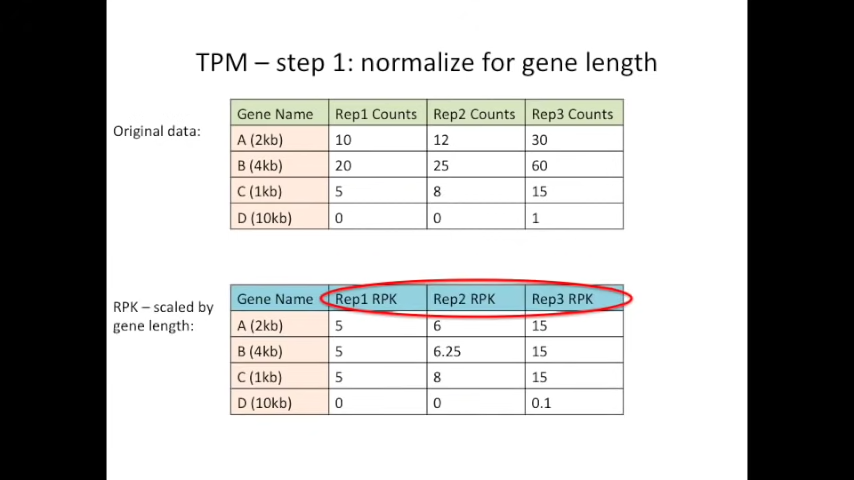 TPM – step 1: normalize for gene length
Original data:
Gene Name Rep1 Counts Rep2 Counts Rep3 Counts
A (2kb) 10 12 30
B (4kb) 20 25 60
C (1kb) 5 8 15
D (10kb) 0 0 1
RPK – scaled by
gene length:
Gene Name Rep1 RPK Rep2 RPK Rep3 RPK
A (2kb) 5 6 15
B (4kb) 5 6.25 15
C (1kb) 5 8 15
D (10kb) 0 0 0.1